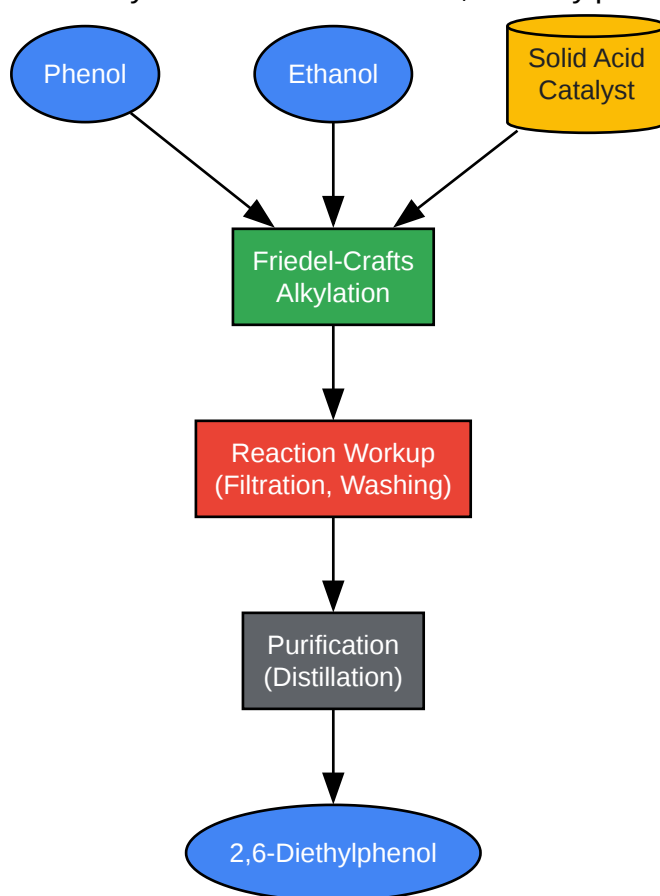 Phenol
Ethanol
Solid Acid
Catalyst
Friedel-Crafts
Alkylation
Reaction Workup
(Filtration, Washing)
Purification
(Distillation)
2,6-Diethylphenol